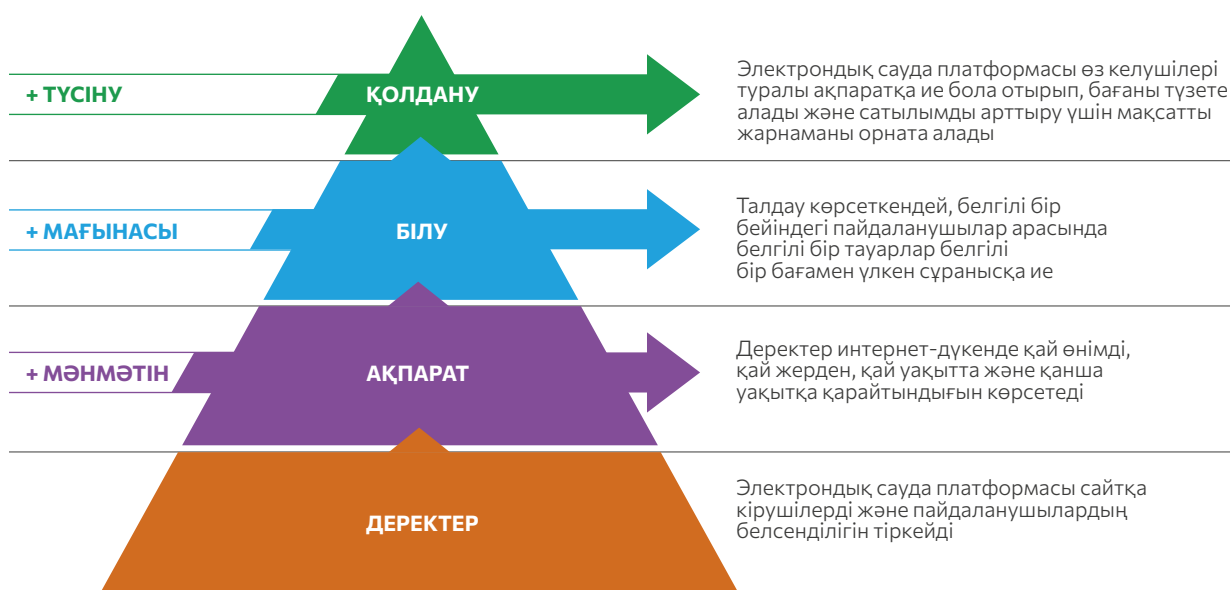 + ТҮСІНУ
ҚОЛДАНУ
Электрондық сауда платформасы өз келушілері
туралы ақпаратқа ие бола отырып, бағаны түзете
алады және сатылымды арттыру үшін мақсатты
жарнаманы орната алады
+ МАҒЫНАСЫ
БІЛУ
Талдау көрсеткендей, белгілі бір
бейіндегі пайдаланушылар арасында
белгілі бір тауарлар белгілі
бір бағамен үлкен сұранысқа ие
+ МӘНМӘТІН
АҚПАРАТ
Деректер интернет-дүкенде қай өнімді,
қай жерден, қай уақытта және қанша
уақытқа қарайтындығын көрсетеді
ДЕРЕКТЕР
Электрондық сауда платформасы сайтқа
кірушілерді және пайдаланушылардың
белсенділігін тіркейді